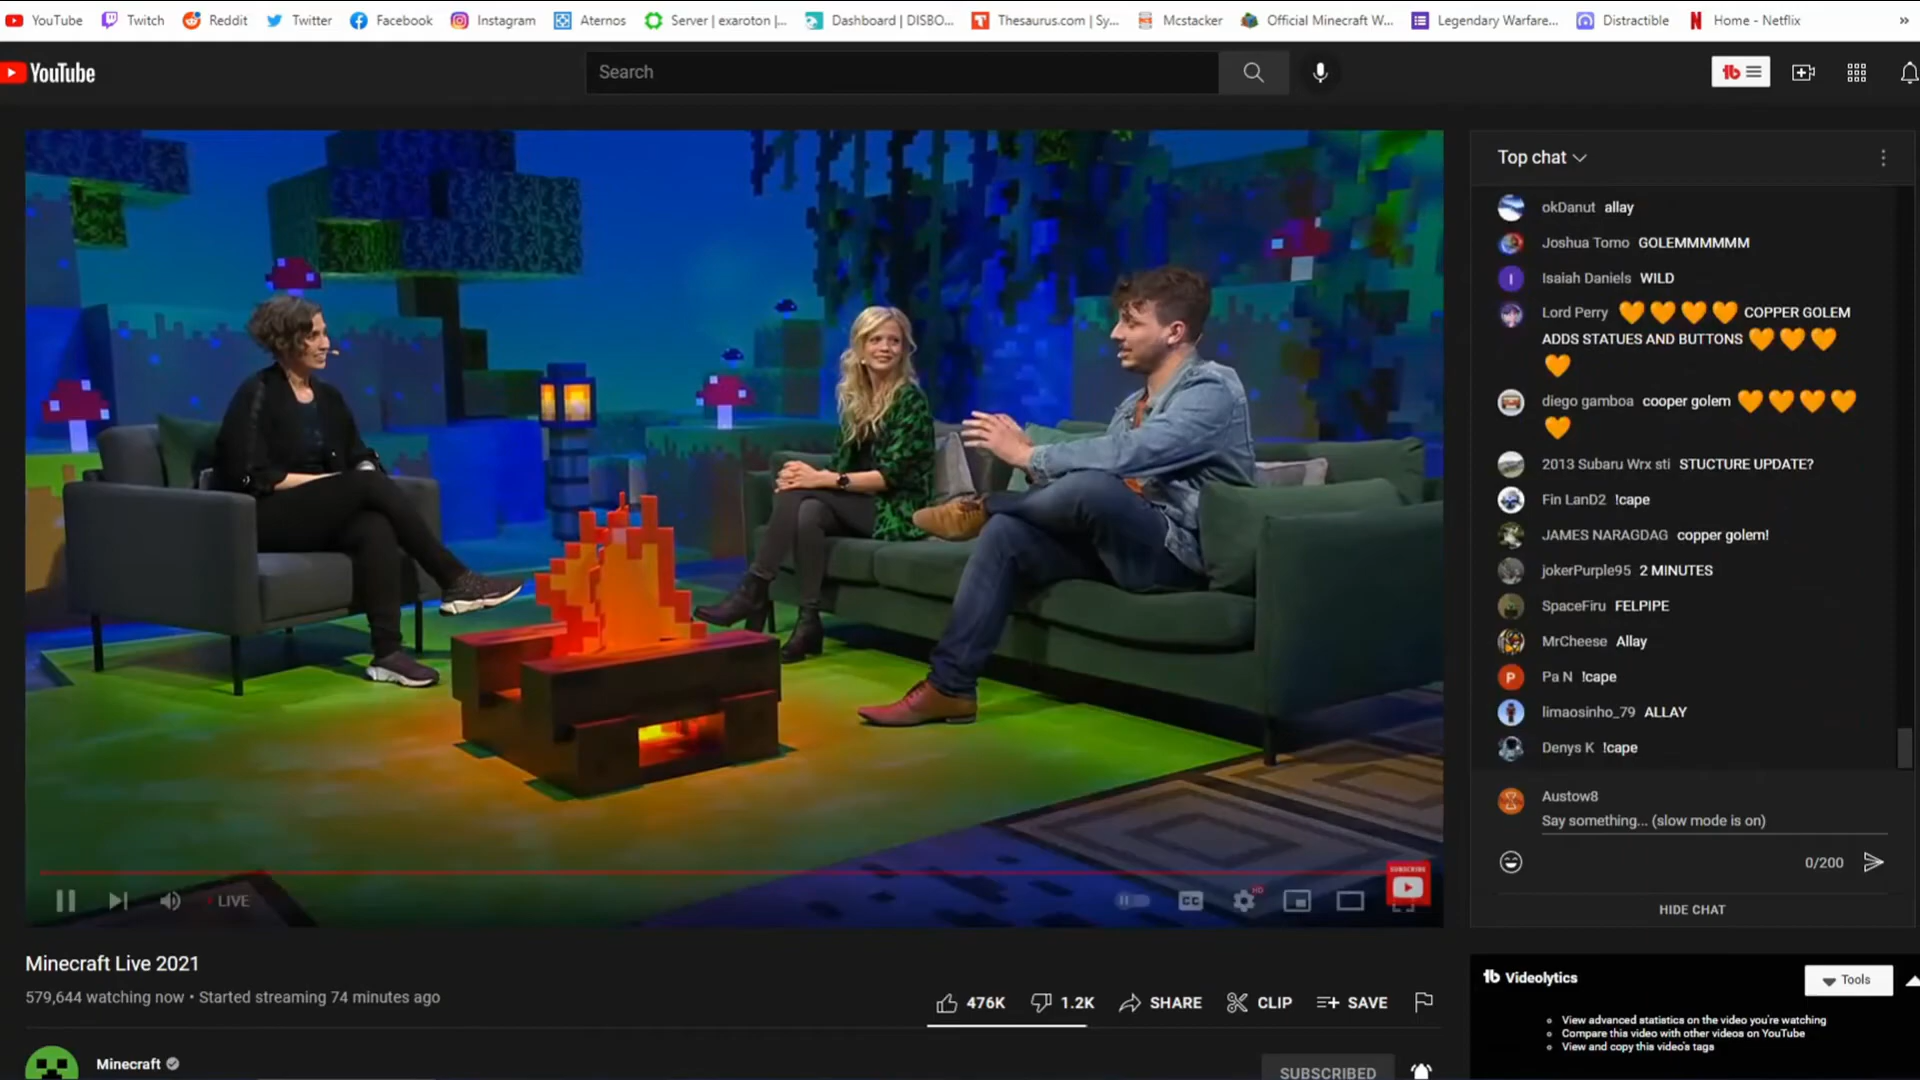 YouTube Twitch Reddit Twitter Facebook Instagram Aternos Server | exaroton |... Dashboard | DISBO... Thesaurus.com | Sy... Mcstacker Official Minecraft W... Legendary Warfare... Distractible Home - Netflix »
YouTube
Search
tb
Top chat
okDanut allay
Joshua Tomo GOLEMMMMMM
Isaiah Daniels WILD
Lord Perry 🧡🧡🧡🧡 COPPER GOLEM
ADDS STATUES AND BUTTONS 🧡🧡🧡
🧡
diego gamboa cooper golem 🧡🧡🧡🧡
🧡
2013 Subaru Wrx sti STUCTURE UPDATE?
Fin LanD2 !cape
JAMES NARAGDAG copper golem!
jokerPurple95 2 MINUTES
SpaceFiru FELPIPE
MrCheese Allay
P Pa N !cape
limaosinho_79 ALLAY
Denys K !cape
Austow8
Say something... (slow mode is on)
0/200
HIDE CHAT
LIVE
CC
HD
SUBSCRIBE
Minecraft Live 2021
579,644 watching now • Started streaming 74 minutes ago
476K 1.2K SHARE CLIP SAVE
Minecraft
SUBSCRIBED
tb Videolytics
Tools
View advanced statistics on the video you're watching
Compare this video with other videos on YouTube
View and copy this video's tags